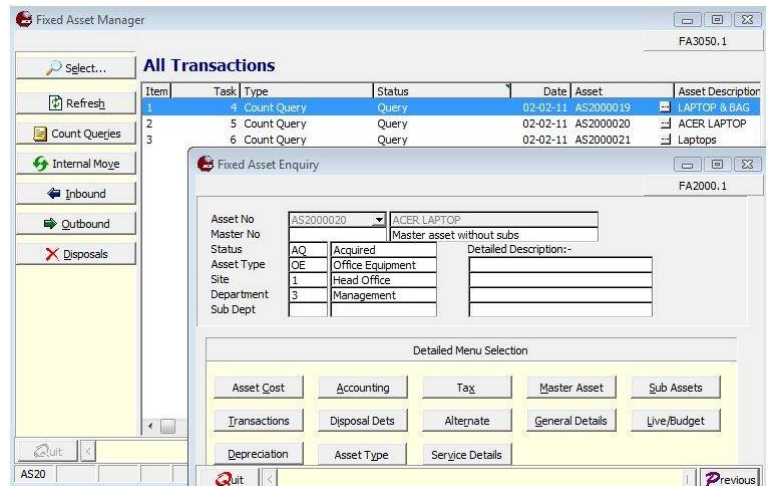 Fixed Asset Manager
FA3050.1
Select...
All Transactions
Item Task Type Status Date Asset Asset Description
Refresh
1 4 Count Query Query 02-02-11 AS2000019 ... LAPTOP & BAG
2 5 Count Query Query 02-02-11 AS2000020 ... ACER LAPTOP
3 6 Count Query Query 02-02-11 AS2000021 ... Laptops
Count Queries
Internal Move
Inbound
Outbound
Disposals
Quit
AS20
Fixed Asset Enquiry
FA2000.1
Asset No AS2000020 ACER LAPTOP
Master No Master asset without subs
Status AQ Acquired Detailed Description:-
Asset Type OE Office Equipment
Site 1 Head Office
Department 3 Management
Sub Dept
Detailed Menu Selection
Asset Cost Accounting Tax Master Asset Sub Assets
Transactions Disposal Dets Alternate General Details Live/Budget
Depreciation Asset Type Service Details
Quit Previous